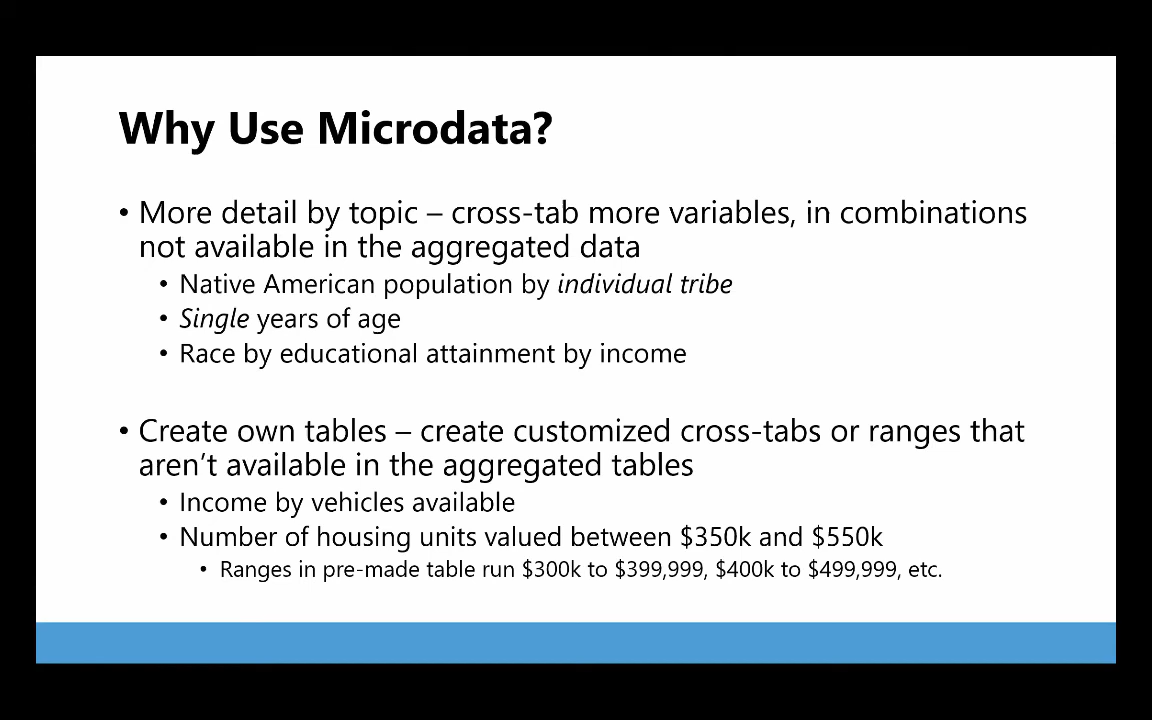 Why Use Microdata?
• More detail by topic – cross-tab more variables, in combinations
not available in the aggregated data
• Native American population by individual tribe
• Single years of age
• Race by educational attainment by income
• Create own tables – create customized cross-tabs or ranges that
aren't available in the aggregated tables
• Income by vehicles available
• Number of housing units valued between $350k and $550k
• Ranges in pre-made table run $300k to $399,999, $400k to $499,999, etc.